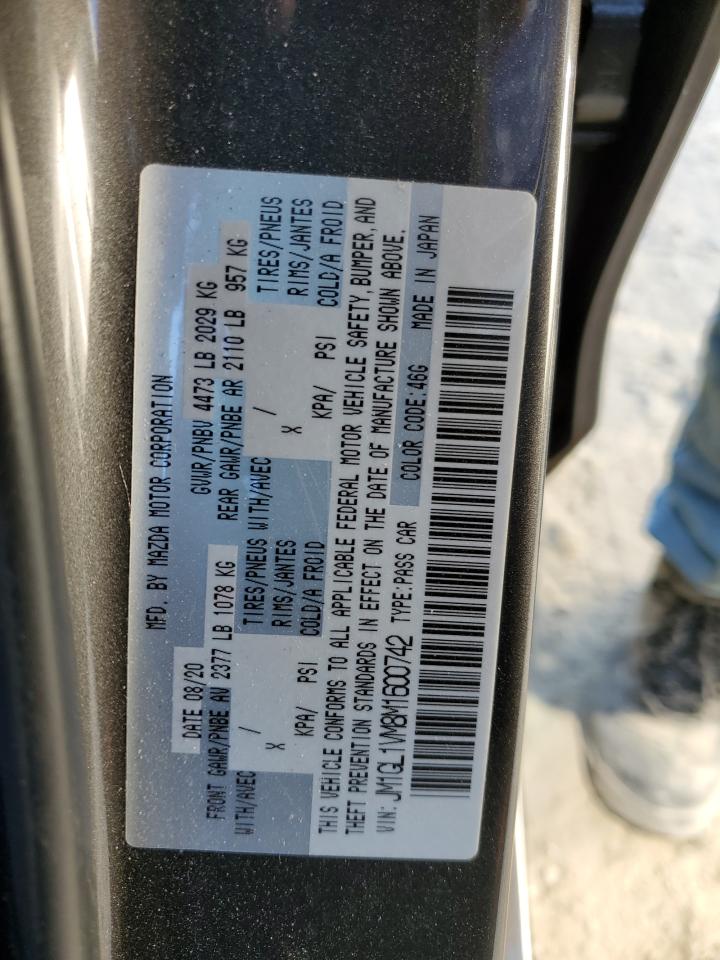 MFD. BY MAZDA MOTOR CORPORATION
DATE 08/20 GVWR/PNBV 4473 LB 2029 KG
FRONT GAWR/PNBE AV 2377 LB 1078 KG REAR GAWR/PNBE AR 2110 LB 957 KG
WITH/AVEC TIRES/PNEUS WITH/AVEC TIRES/PNEUS
X / RIMS/JANTES X / RIMS/JANTES
KPA/ PSI COLD/A FROID KPA/ PSI COLD/A FROID
THIS VEHICLE CONFORMS TO ALL APPLICABLE FEDERAL MOTOR VEHICLE SAFETY, BUMPER, AND
THEFT PREVENTION STANDARDS IN EFFECT ON THE DATE OF MANUFACTURE SHOWN ABOVE.
VIN: JM1GL1VM8M1600742 TYPE:PASS CAR COLOR CODE:46G MADE IN JAPAN